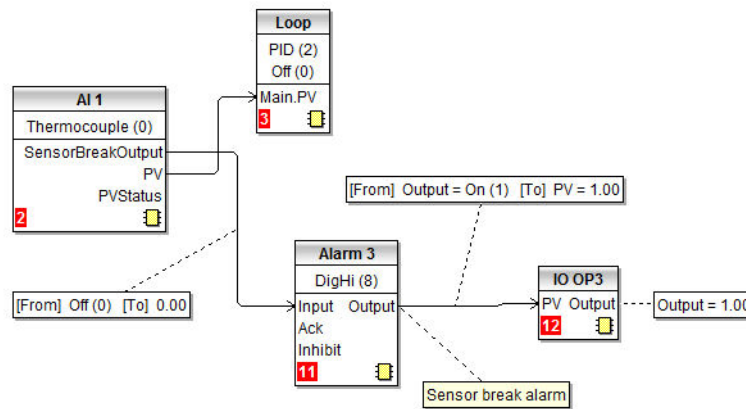 Loop
PID (2)
Off (0)
Main.PV
3
AI 1
Thermocouple (0)
SensorBreakOutput
PV
PVStatus
2
[From] Output = On (1) [To] PV = 1.00
Alarm 3
DigHi (8)
Input Output
Ack
Inhibit
11
IO OP3
PV Output
12
Output = 1.00
[From] Off (0) [To] 0.00
Sensor break alarm